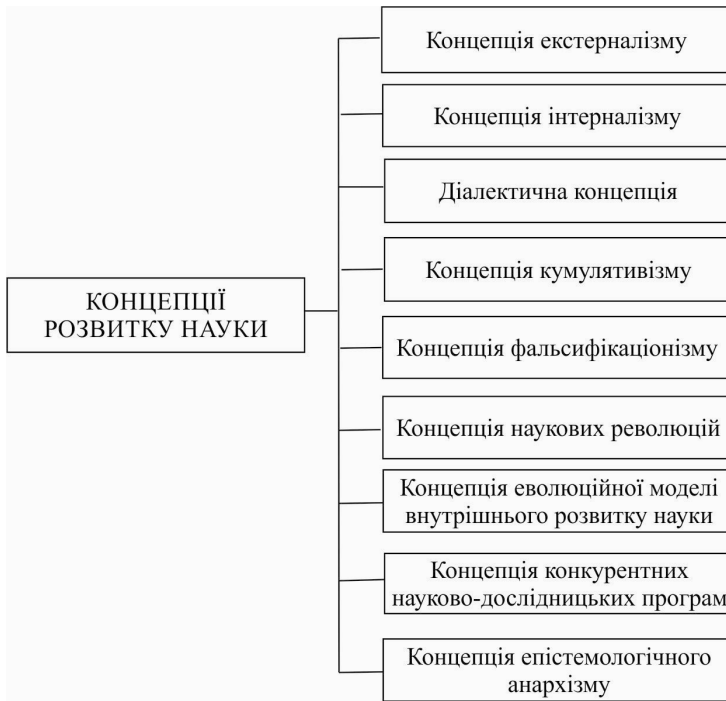 Концепція екстерналізму
Концепція інтерналізму
Діалектична концепція
Концепція кумулятивізму
КОНЦЕПЦІЇ
РОЗВИТКУ НАУКИ
Концепція фальсифікаціонізму
Концепція наукових революцій
Концепція еволюційної моделі
внутрішнього розвитку науки
Концепція конкурентних
науково-дослідницьких програм
Концепція епістемологічного
анархізму